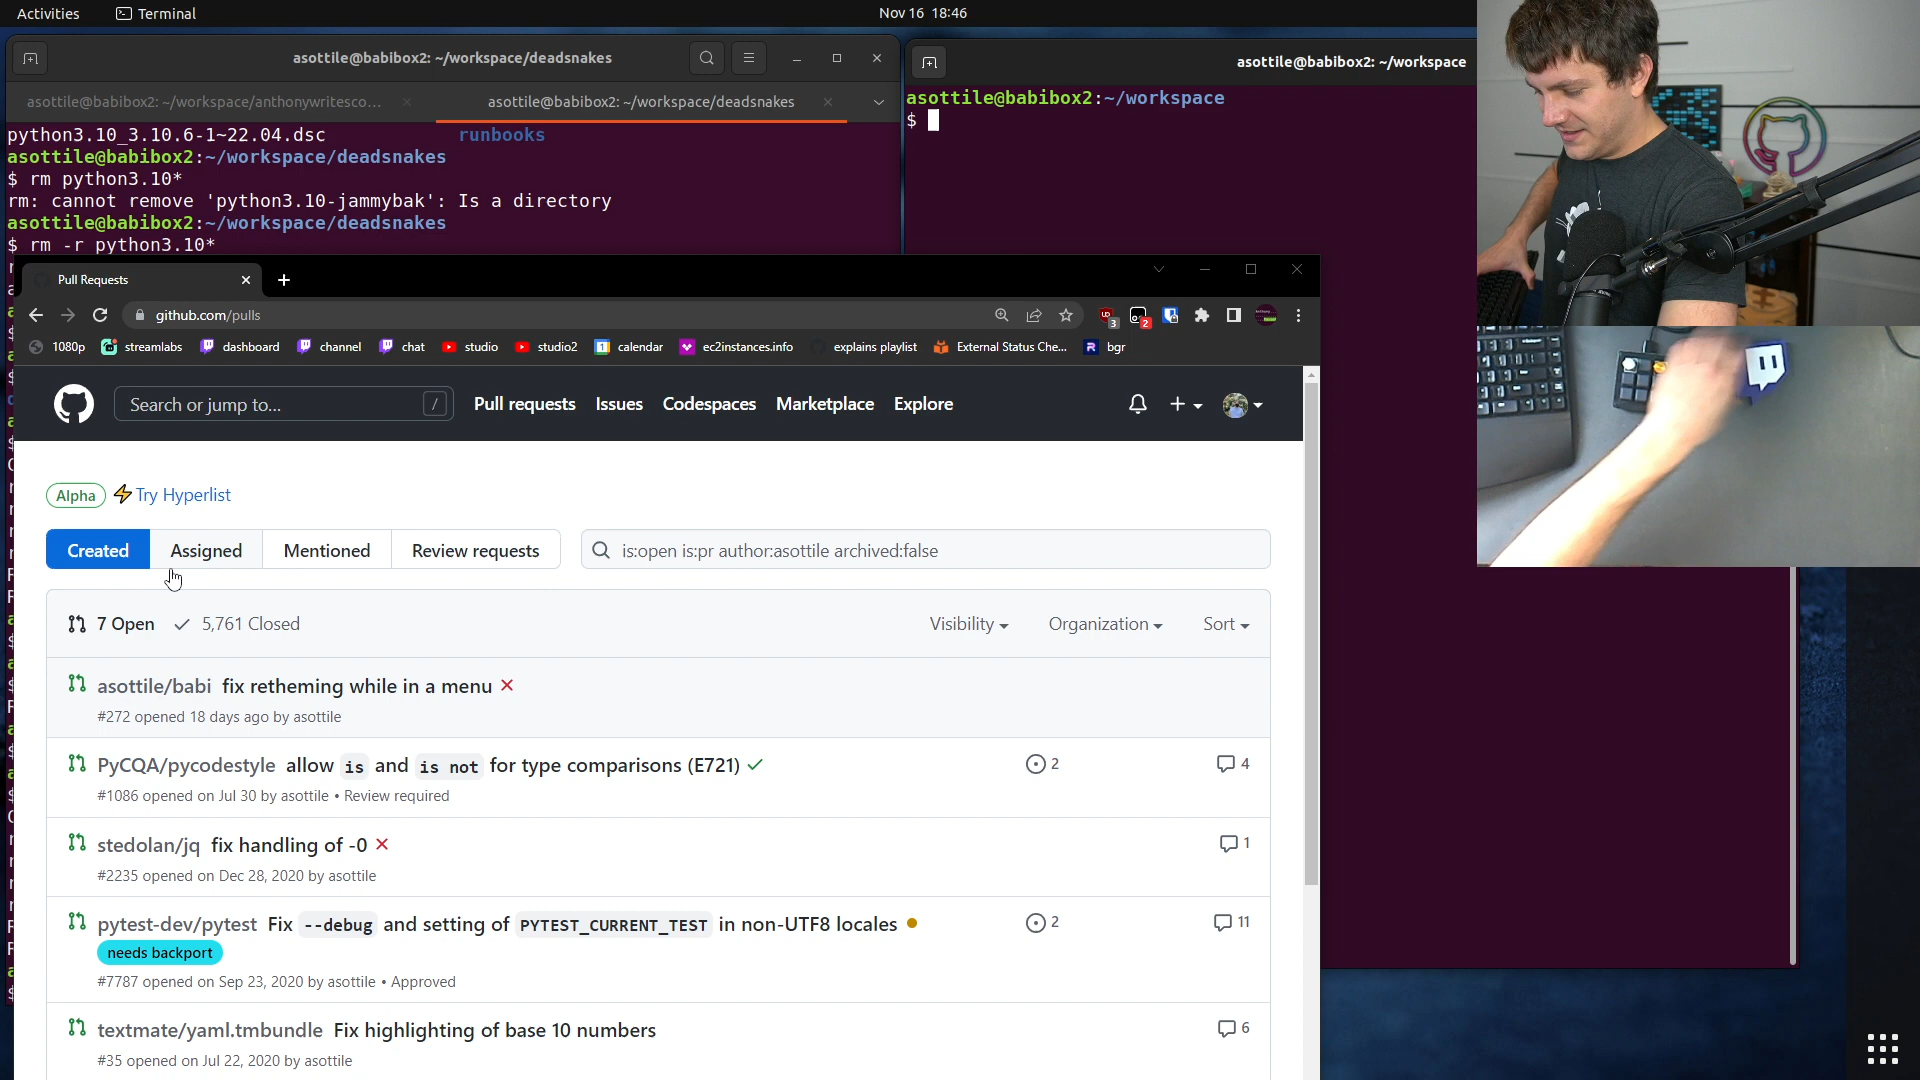 Activities
Terminal
Nov 16 18:46
asottile@babibox2: ~/workspace/deadsnakes
asottile@babibox2: ~/workspace/anthonywritesco...
asottile@babibox2: ~/workspace/deadsnakes
python3.10_3.10.6-1~22.04.dsc runbooks
asottile@babibox2:~/workspace/deadsnakes
$ rm python3.10*
rm: cannot remove 'python3.10-jammybak': Is a directory
asottile@babibox2:~/workspace/deadsnakes
$ rm -r python3.10*
asottile@babibox2: ~/workspace
asottile@babibox2:~/workspace
$
Pull Requests
github.com/pulls
3
2
1080p
streamlabs
dashboard
channel
chat
studio
studio2
calendar
ec2instances.info
explains playlist
External Status Che...
bgr
Search or jump to...
/
Pull requests
Issues
Codespaces
Marketplace
Explore
Alpha
Try Hyperlist
Created
Assigned
Mentioned
Review requests
is:open is:pr author:asottile archived:false
7 Open
5,761 Closed
Visibility
Organization
Sort
asottile/babi fix retheming while in a menu
#272 opened 18 days ago by asottile
PyCQA/pycodestyle allow is and is not for type comparisons (E721)
2
4
#1086 opened on Jul 30 by asottile • Review required
stedolan/jq fix handling of -0
1
#2235 opened on Dec 28, 2020 by asottile
pytest-dev/pytest Fix --debug and setting of PYTEST_CURRENT_TEST in non-UTF8 locales
2
11
needs backport
#7787 opened on Sep 23, 2020 by asottile • Approved
textmate/yaml.tmbundle Fix highlighting of base 10 numbers
6
#35 opened on Jul 22, 2020 by asottile